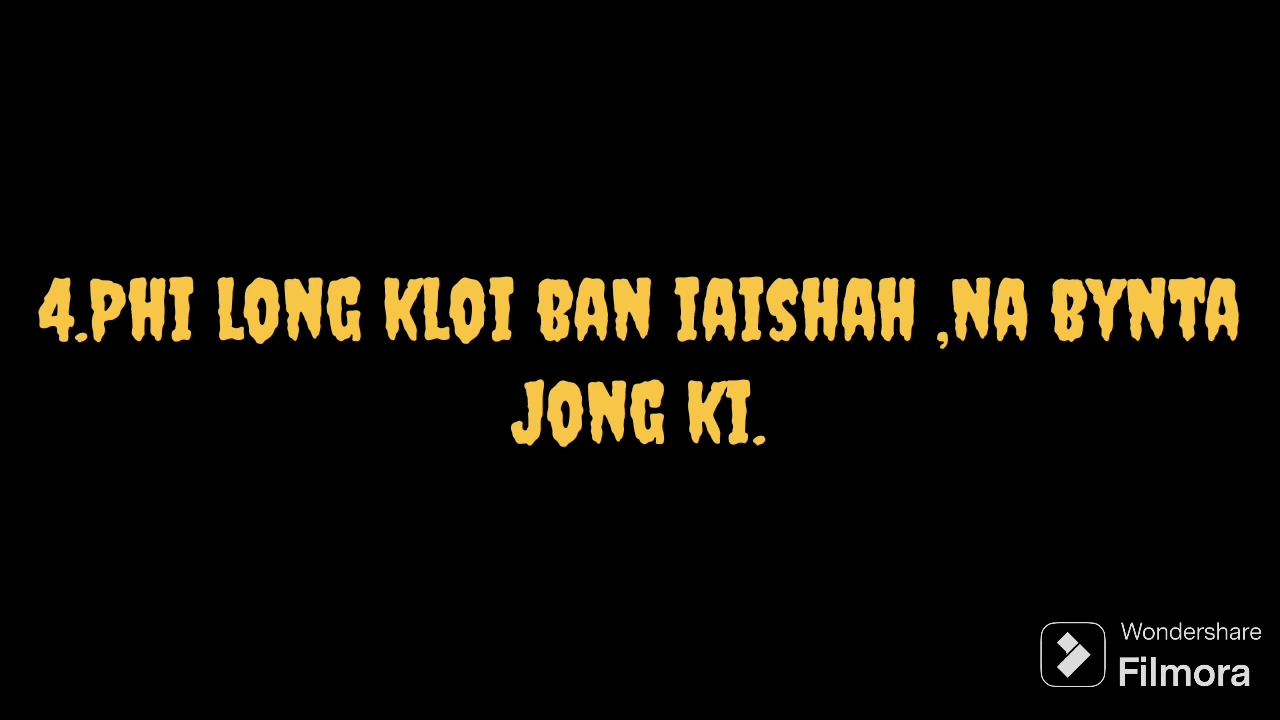 4.PHI LONG KLOI BAN IAISHAH ,NA BYNTA
JONG KI.
Wondershare
Filmora